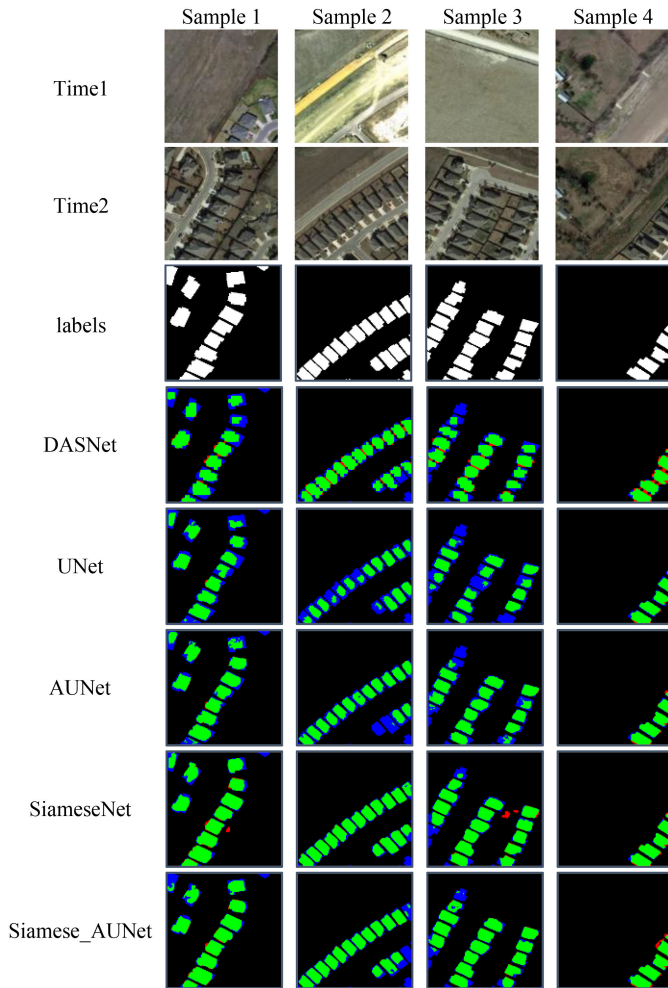 Sample 1 Sample 2 Sample 3 Sample 4
Time1
Time2
labels
DASNet
UNet
AUNet
SiameseNet
Siamese_AUNet